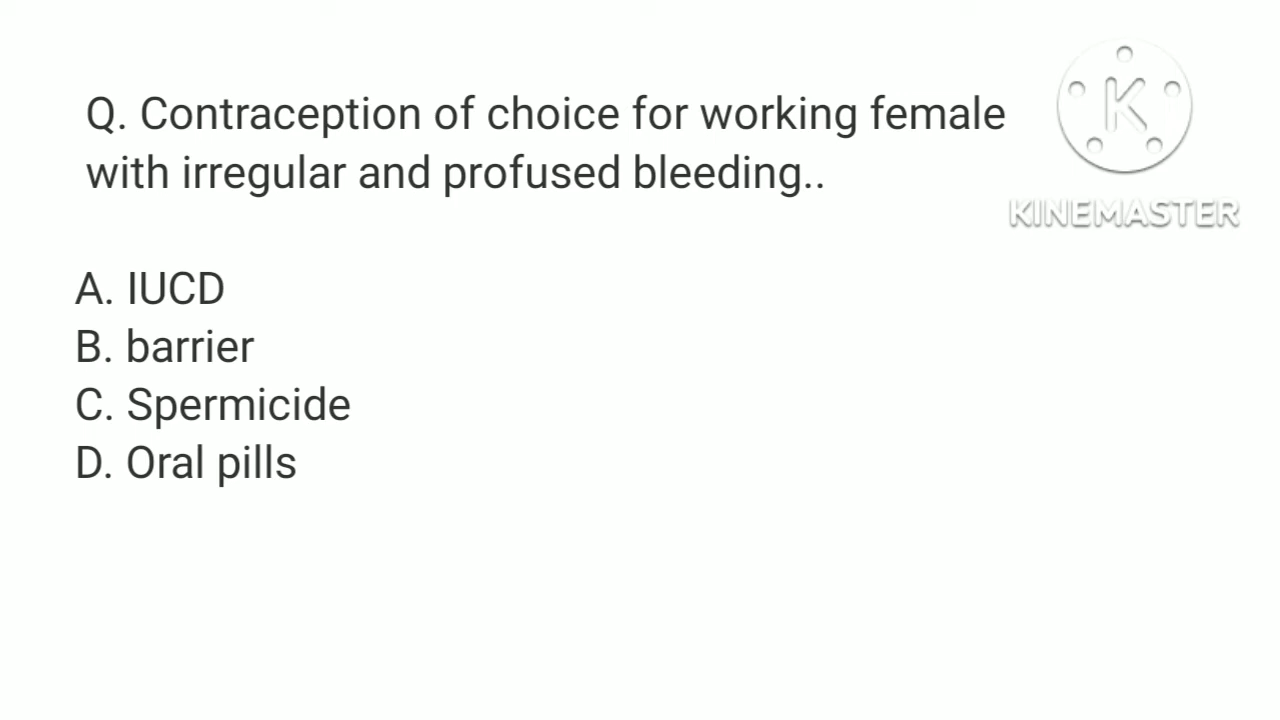 Q. Contraception of choice for working female
with irregular and profused bleeding..
A. IUCD
B. barrier
C. Spermicide
D. Oral pills
K
KINEMASTER